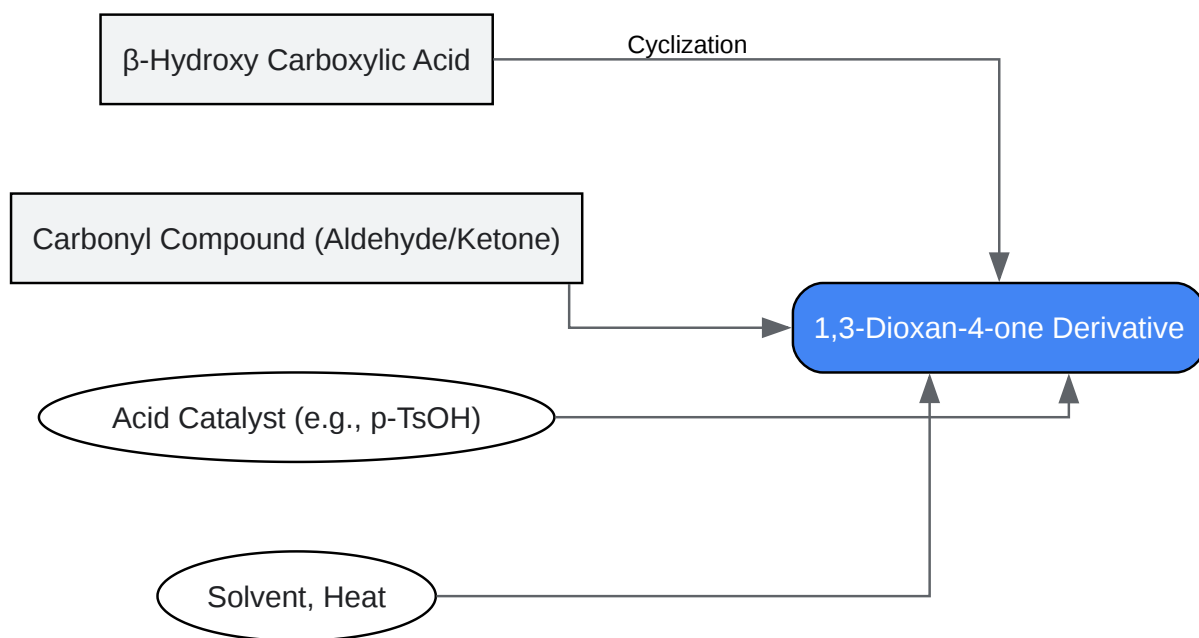 β-Hydroxy Carboxylic Acid
Cyclization
Carbonyl Compound (Aldehyde/Ketone)
1,3-Dioxan-4-one Derivative
Acid Catalyst (e.g., p-TsOH)
Solvent, Heat